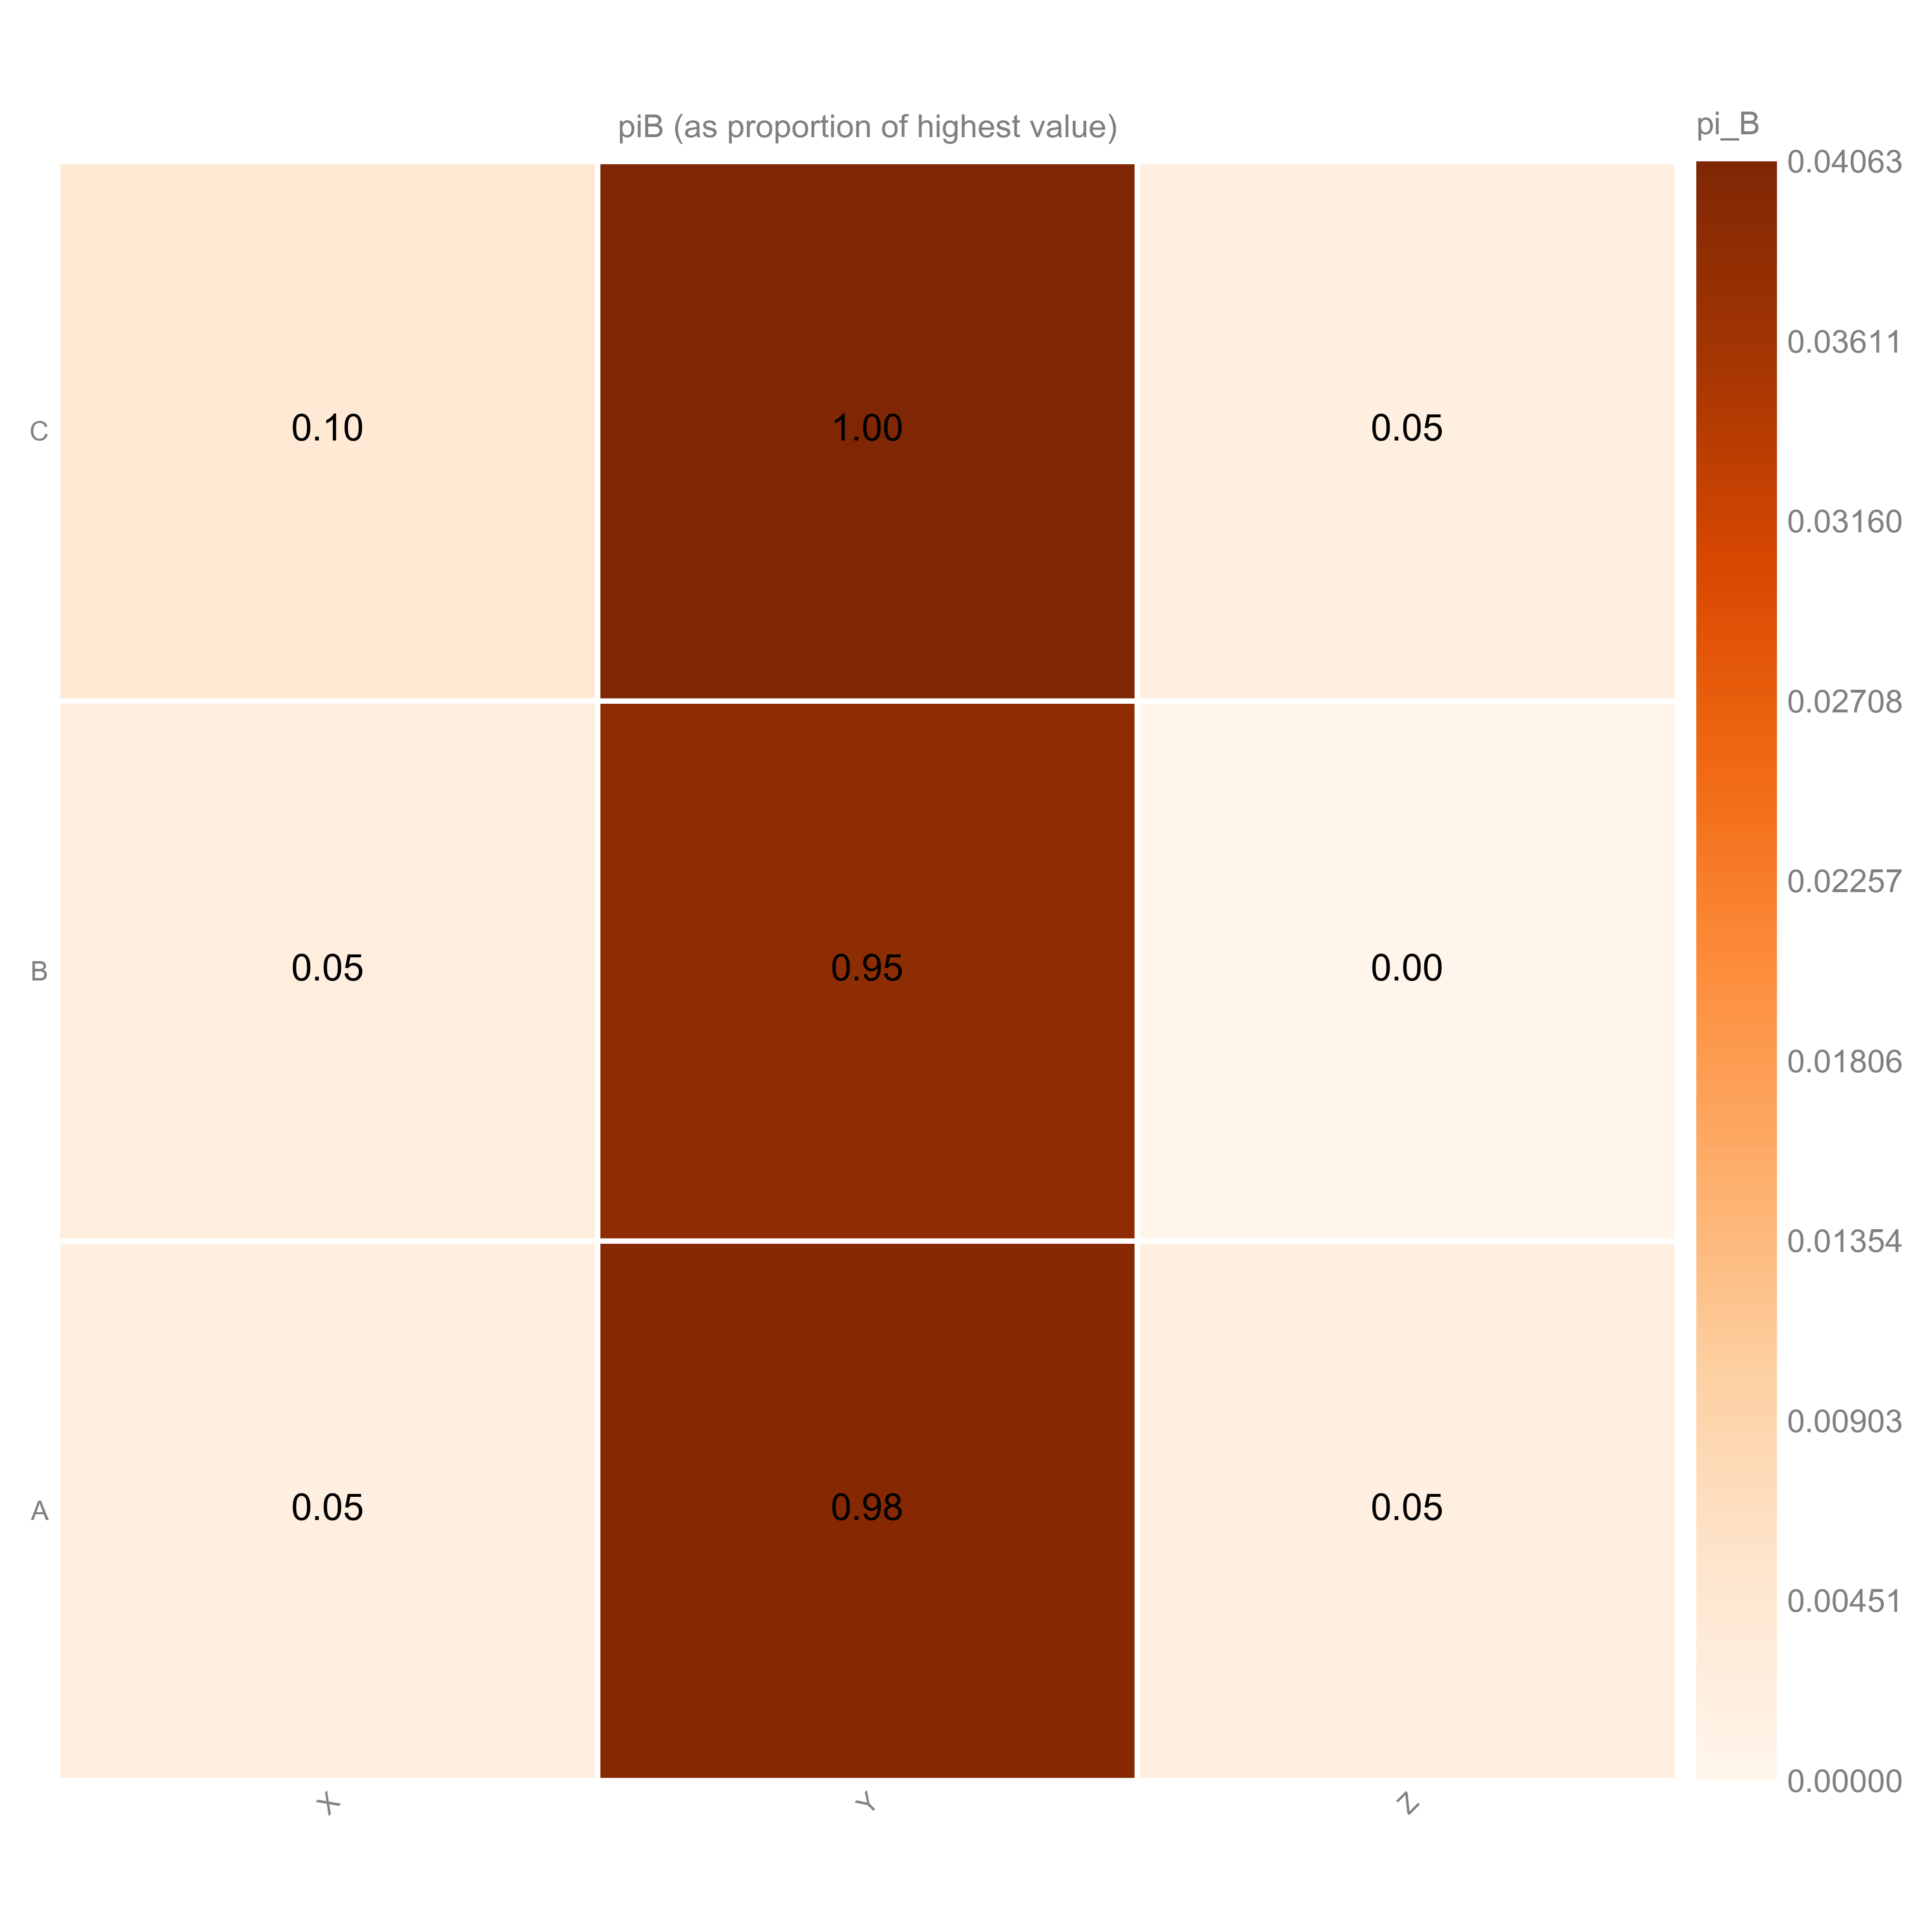 piB (as proportion of highest value)
pi_B
0.04063
0.03611
0.03160
0.02708
0.02257
0.01806
0.01354
0.00903
0.00451
0.00000
C 0.10 1.00 0.05
B 0.05 0.95 0.00
A 0.05 0.98 0.05
X Y Z